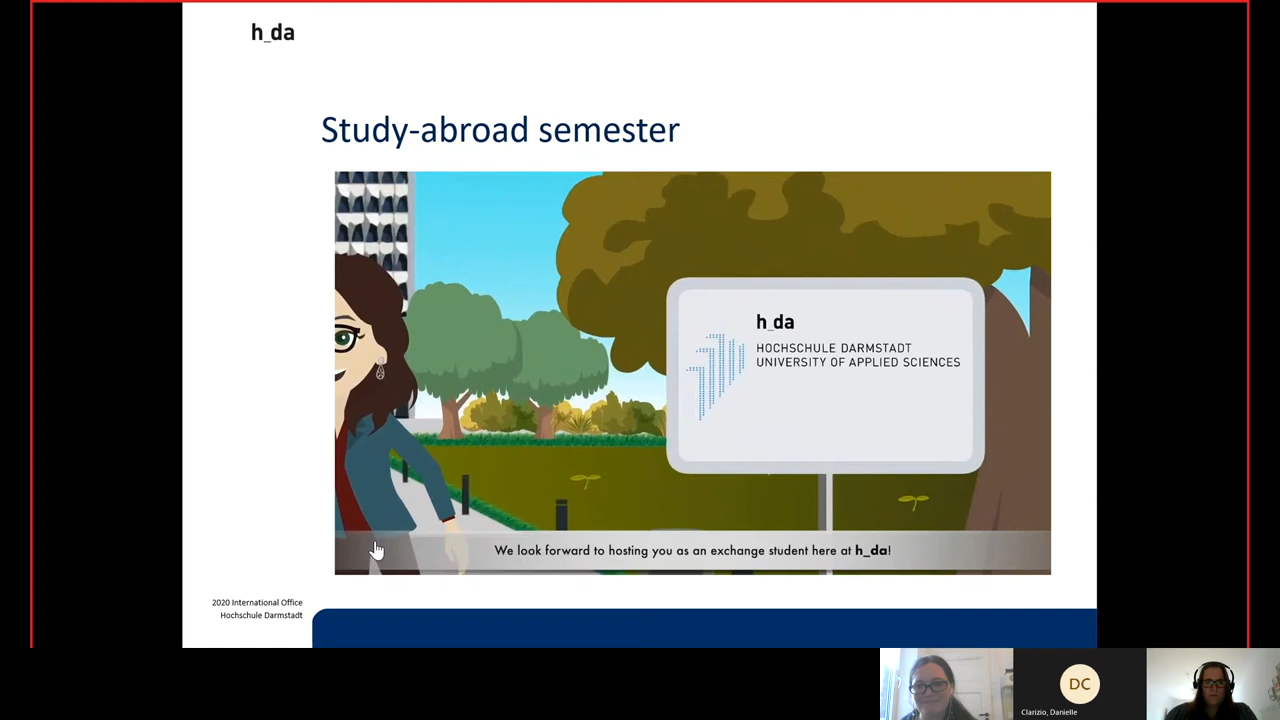 h_da
Study-abroad semester
h_da
HOCHSCHULE DARMSTADT
UNIVERSITY OF APPLIED SCIENCES
We look forward to hosting you as an exchange student here at h_da!
2020 International Office
Hochschule Darmstadt
DC
Clarizio, Danielle